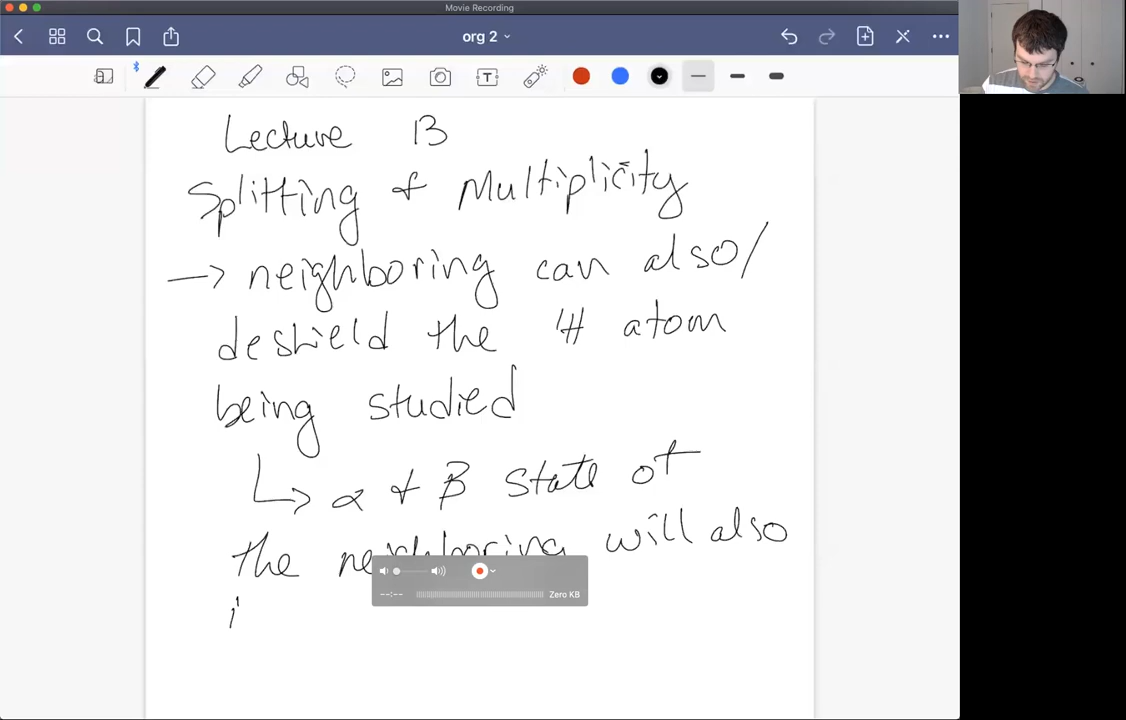 Movie Recording
org 2
T
Lecture 13
Splitting & Multiplicity
→ neighboring can also/
deshield the ¹H atom
being studied
↳ α & β state of
the neighboring will also
i
--:--
Zero KB